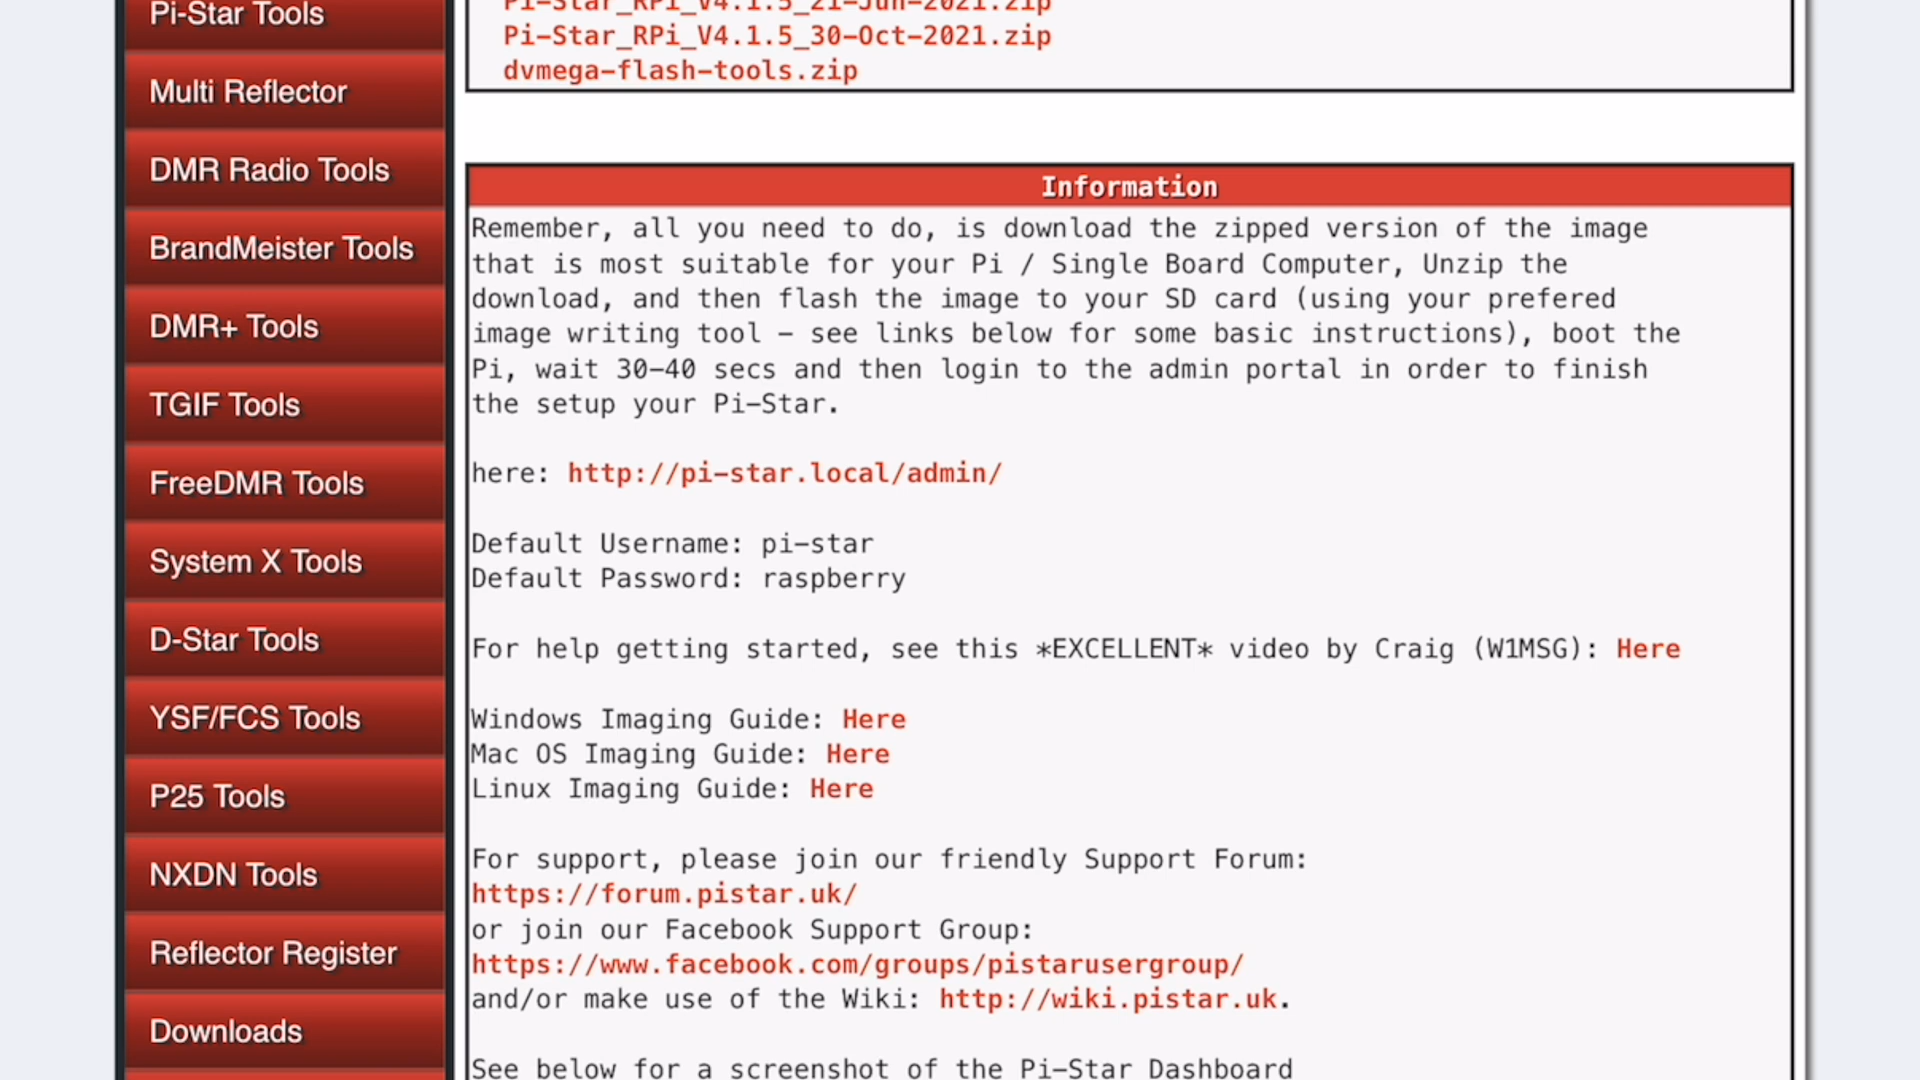 Pi-Star Tools
Multi Reflector
DMR Radio Tools
BrandMeister Tools
DMR+ Tools
TGIF Tools
FreeDMR Tools
System X Tools
D-Star Tools
YSF/FCS Tools
P25 Tools
NXDN Tools
Reflector Register
Downloads
Pi-Star_RPi_V4.1.5_21-Jun-2021.zip
Pi-Star_RPi_V4.1.5_30-Oct-2021.zip
dvmega-flash-tools.zip
Information
Remember, all you need to do, is download the zipped version of the image
that is most suitable for your Pi / Single Board Computer, Unzip the
download, and then flash the image to your SD card (using your prefered
image writing tool - see links below for some basic instructions), boot the
Pi, wait 30-40 secs and then login to the admin portal in order to finish
the setup your Pi-Star.
here: http://pi-star.local/admin/
Default Username: pi-star
Default Password: raspberry
For help getting started, see this *EXCELLENT* video by Craig (W1MSG): Here
Windows Imaging Guide: Here
Mac OS Imaging Guide: Here
Linux Imaging Guide: Here
For support, please join our friendly Support Forum:
https://forum.pistar.uk/
or join our Facebook Support Group:
https://www.facebook.com/groups/pistarusergroup/
and/or make use of the Wiki: http://wiki.pistar.uk.
See below for a screenshot of the Pi-Star Dashboard